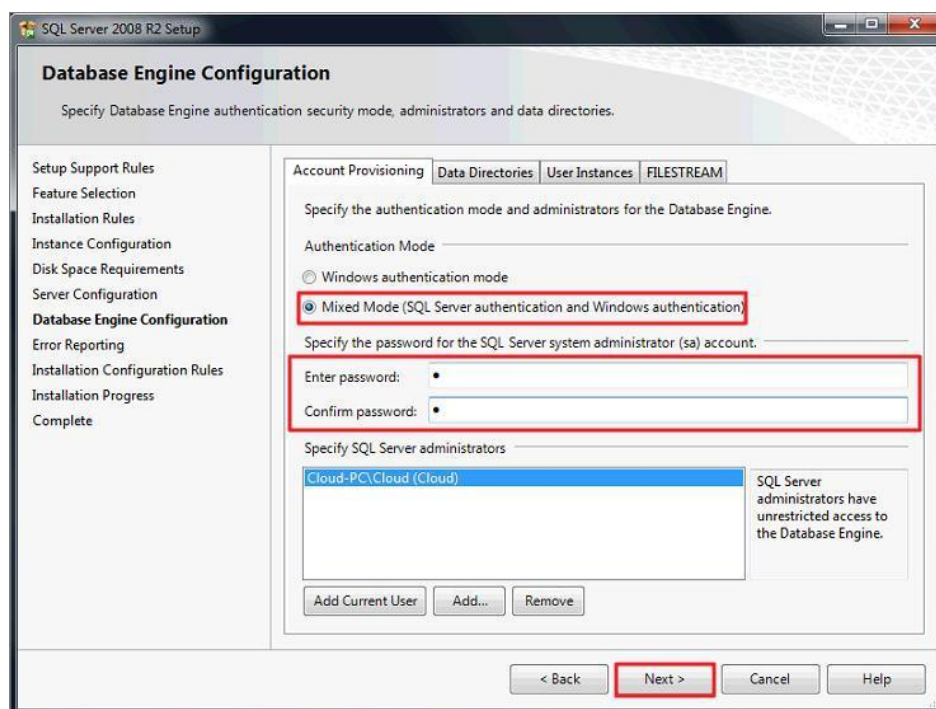 SQL Server 2008 R2 Setup
Database Engine Configuration
Specify Database Engine authentication security mode, administrators and data directories.
Setup Support Rules
Feature Selection
Installation Rules
Instance Configuration
Disk Space Requirements
Server Configuration
Database Engine Configuration
Error Reporting
Installation Configuration Rules
Installation Progress
Complete
Account Provisioning Data Directories User Instances FILESTREAM
Specify the authentication mode and administrators for the Database Engine.
Authentication Mode
Windows authentication mode
Mixed Mode (SQL Server authentication and Windows authentication)
Specify the password for the SQL Server system administrator (sa) account.
Enter password: ●
Confirm password: ●
Specify SQL Server administrators
Cloud-PC\Cloud (Cloud)
SQL Server
administrators have
unrestricted access to
the Database Engine.
Add Current User Add... Remove
< Back Next > Cancel Help